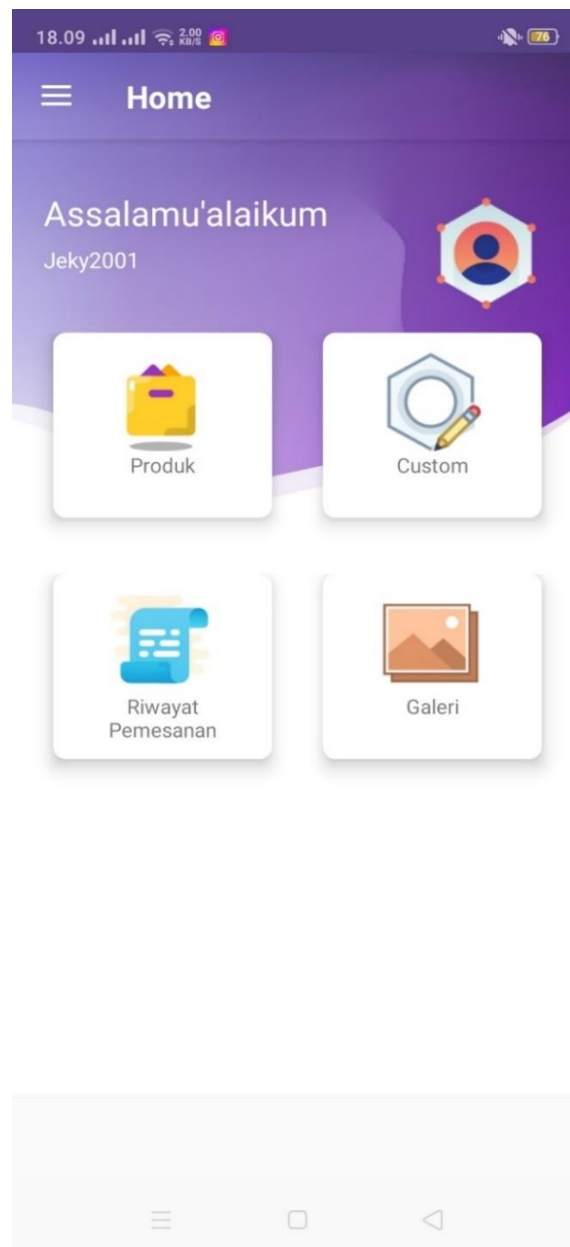 18.09 2.00 KB/S 76
Home
Assalamu'alaikum
Jeky2001
Produk
Custom
Riwayat
Pemesanan
Galeri